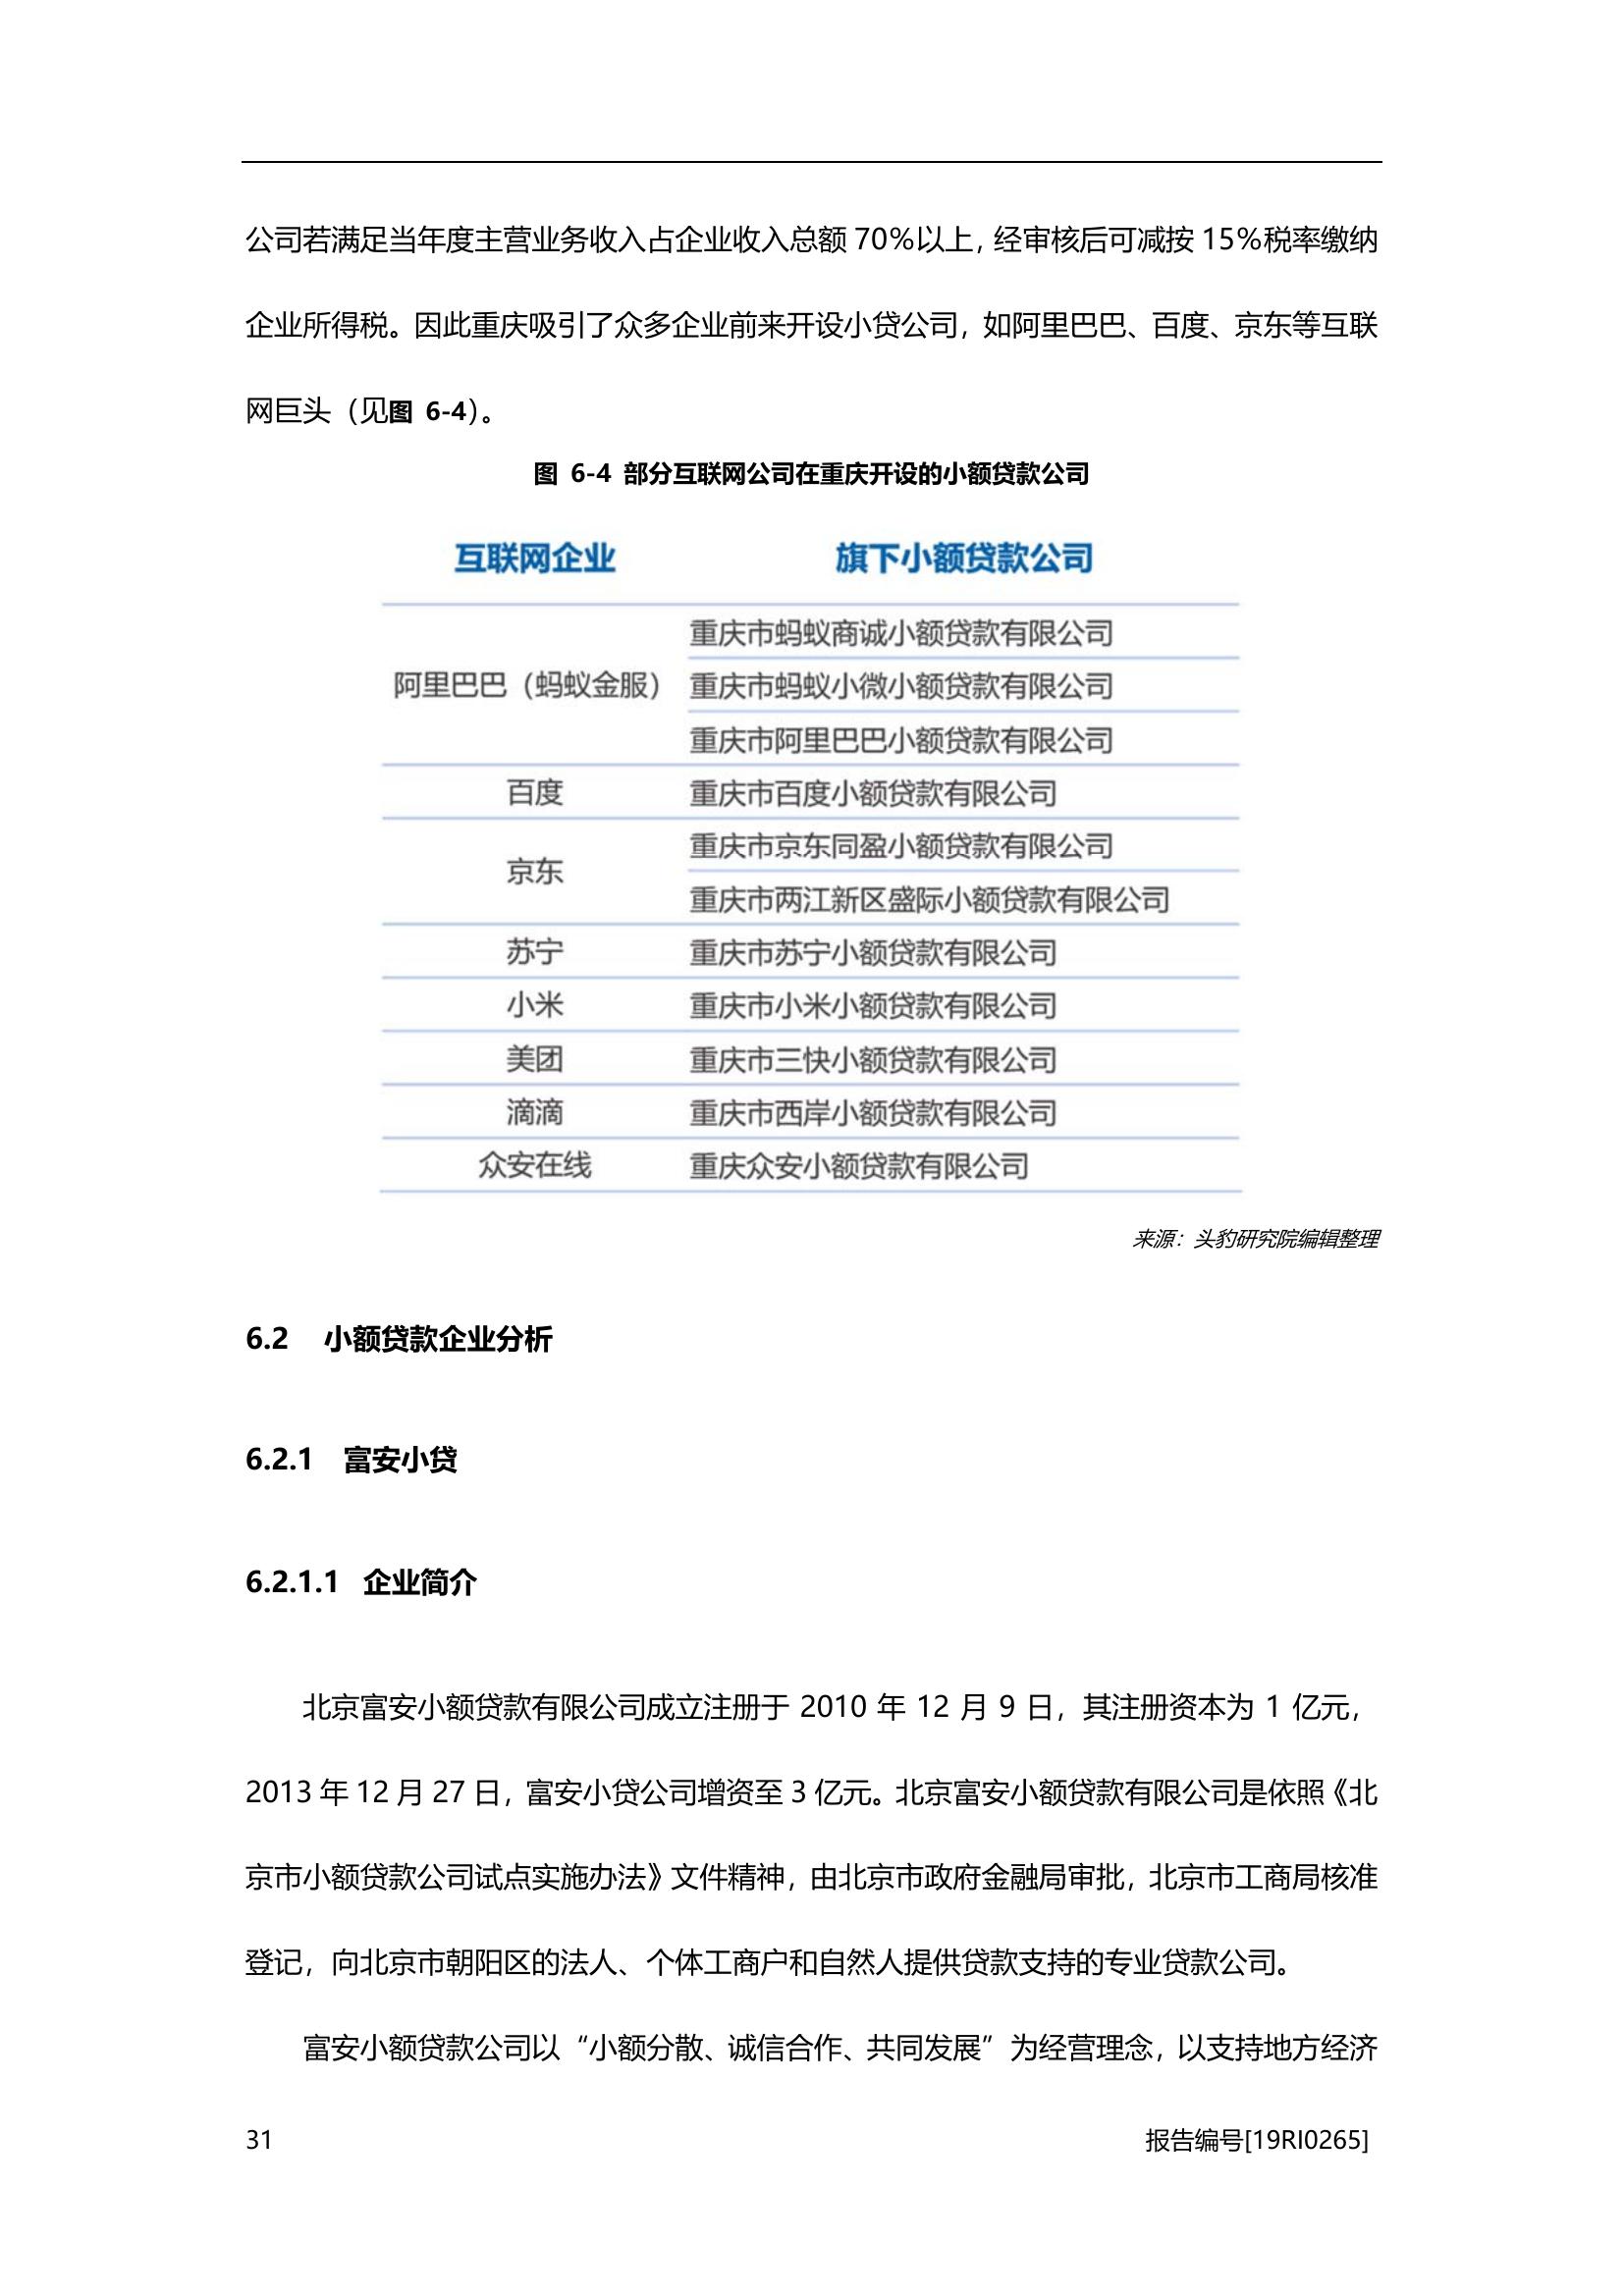 公司若满足当年度主营业务收入占企业收入总额 70%以上，经审核后可减按 15%税率缴纳
企业所得税。因此重庆吸引了众多企业前来开设小贷公司，如阿里巴巴、百度、京东等互联
网巨头（见图 6-4）。
图 6-4 部分互联网公司在重庆开设的小额贷款公司
互联网企业 旗下小额贷款公司
重庆市蚂蚁商诚小额贷款有限公司
阿里巴巴（蚂蚁金服） 重庆市蚂蚁小微小额贷款有限公司
重庆市阿里巴巴小额贷款有限公司
百度 重庆市百度小额贷款有限公司
重庆市京东同盈小额贷款有限公司
京东
重庆市两江新区盛际小额贷款有限公司
苏宁 重庆市苏宁小额贷款有限公司
小米 重庆市小米小额贷款有限公司
美团 重庆市三快小额贷款有限公司
滴滴 重庆市西岸小额贷款有限公司
众安在线 重庆众安小额贷款有限公司
来源：头豹研究院编辑整理
6.2 小额贷款企业分析
6.2.1 富安小贷
6.2.1.1 企业简介
北京富安小额贷款有限公司成立注册于 2010 年 12 月 9 日，其注册资本为 1 亿元，
2013 年 12 月 27 日，富安小贷公司增资至 3 亿元。北京富安小额贷款有限公司是依照《北
京市小额贷款公司试点实施办法》文件精神，由北京市政府金融局审批，北京市工商局核准
登记，向北京市朝阳区的法人、个体工商户和自然人提供贷款支持的专业贷款公司。
富安小额贷款公司以“小额分散、诚信合作、共同发展”为经营理念，以支持地方经济
31 报告编号[19RI0265]